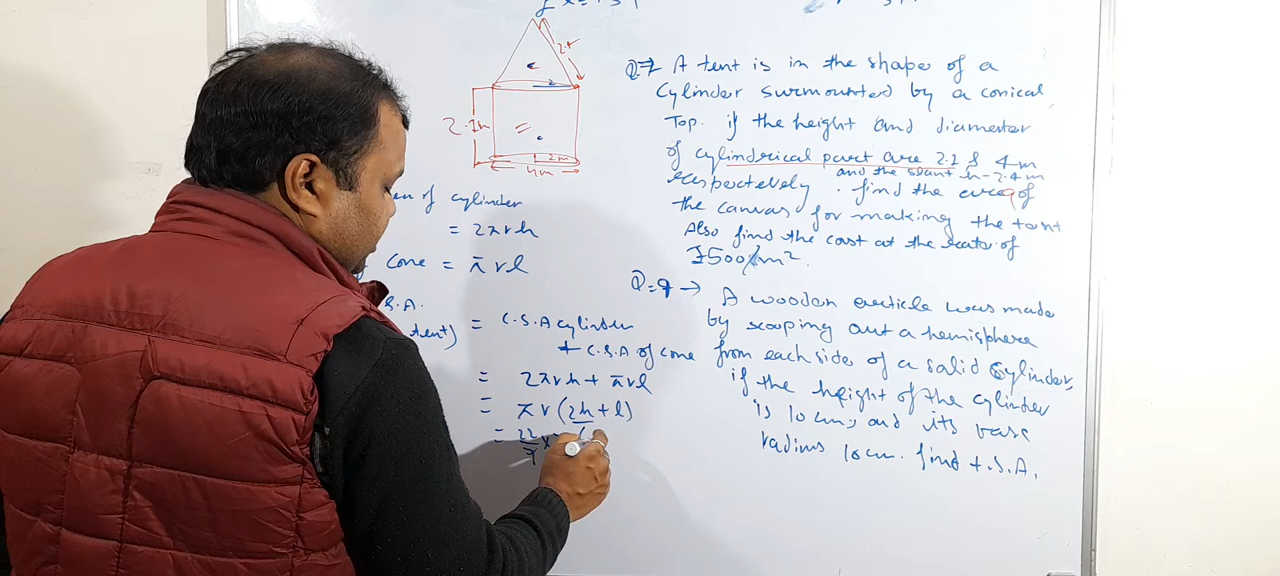 2.1m
2
2m
4m
of cylinder
= 2πrh
cone = πrl
S.A.
tent) = C.S.A cylinder
+ C.S.A of cone
= 2πrh + πrl
= πr (2h + l)
= 22/7 x
Q=7 A tent is in the shape of a
Cylinder surmounted by a conical
Top. if the height and diameter
of cylindrical part are 2.1 & 4m
and the slant h-2.4m
respectively. find the area of
the canvas for making the tent
Also find the cost at the rate of
₹500/m².
Q=9 → A wooden article was made
by scooping out a hemisphere
from each side of a solid cylinder,
if the height of the cylinder
is 10 cm, and its base
radius 10cm. find t.S.A.